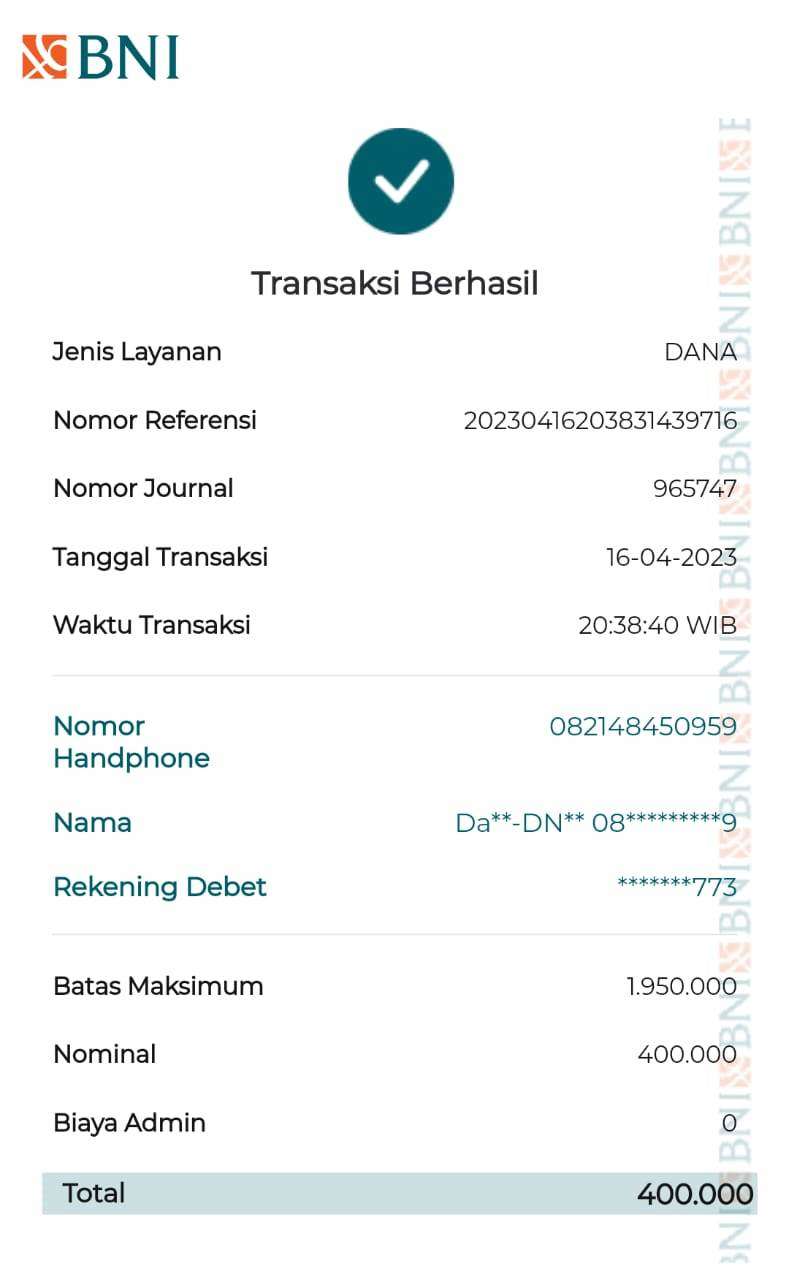 BNI
Transaksi Berhasil
Jenis Layanan DANA
Nomor Referensi 20230416203831439716
Nomor Journal 965747
Tanggal Transaksi 16-04-2023
Waktu Transaksi 20:38:40 WIB
Nomor Handphone 082148450959
Nama Da**-DN** 08*********9
Rekening Debet *******773
Batas Maksimum 1.950.000
Nominal 400.000
Biaya Admin 0
Total 400.000
BNI BNI BNI BNI BNI BNI BNI BNI BNI